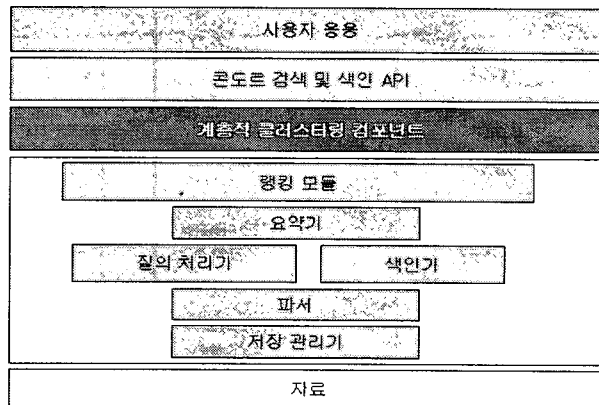 사용자 응용
콘도르 검색 및 색인 API
계층적 클러스터링 컴포넌트
랭킹 모듈
요약기
질의 처리기
색인기
파서
저장 관리기
자료